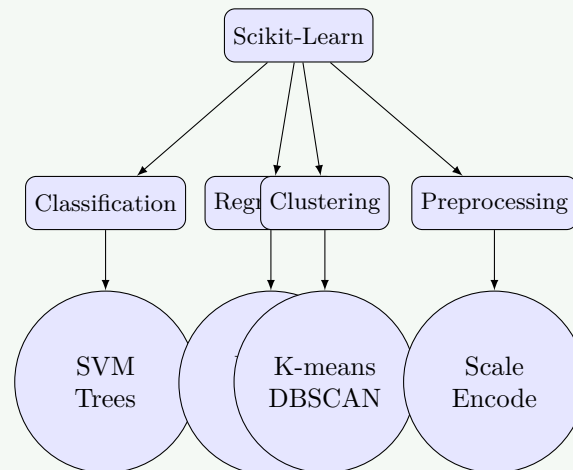 Scikit-Learn
Classification
Clustering
Preprocessing
SVM
Trees
K-means
DBSCAN
Scale
Encode